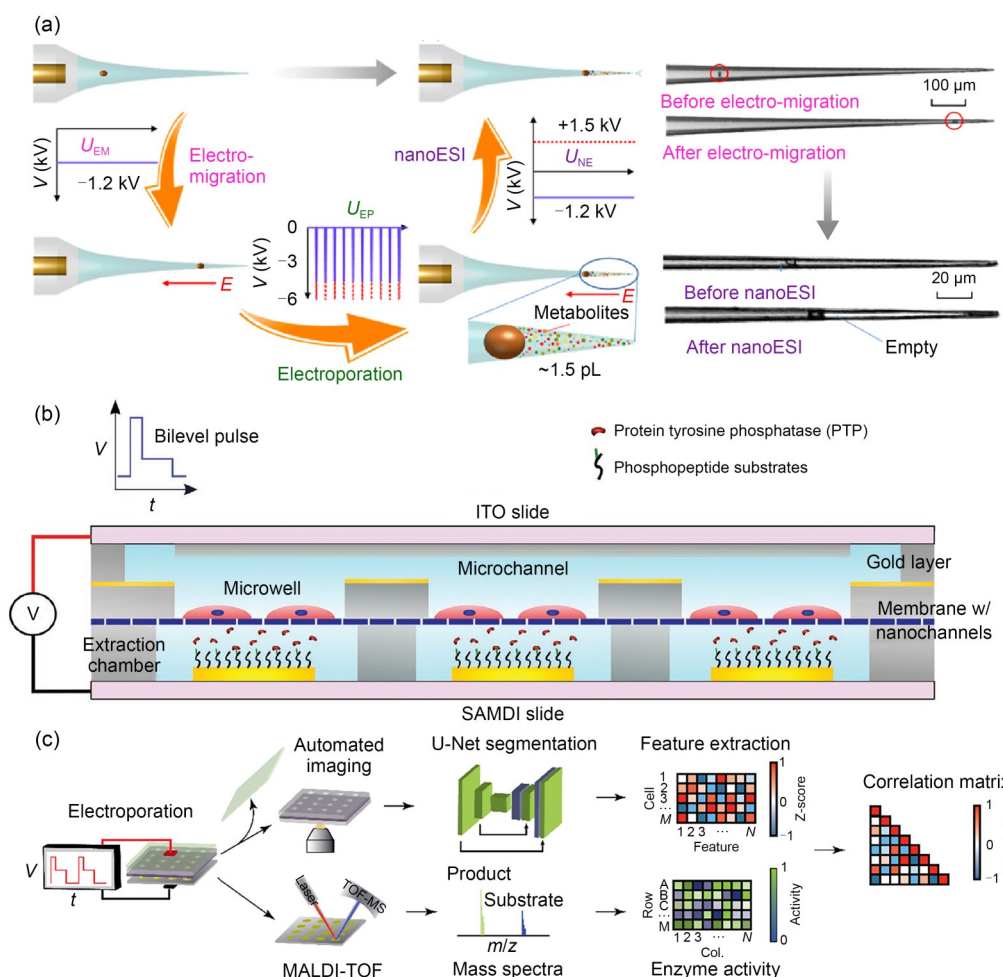 (a)
100 μm
Before electro-migration
After electro-migration
V (kV)
U_EM
−1.2 kV
Electro-
migration
nanoESI
+1.5 kV
U_NE
V (kV)
−1.2 kV
U_EP
0
−3
−6
V (kV)
E
E
Metabolites
~1.5 pL
Electroporation
Before nanoESI
20 μm
After nanoESI
Empty
(b)
V
Bilevel pulse
t
Protein tyrosine phosphatase (PTP)
Phosphopeptide substrates
ITO slide
Microchannel
Gold layer
Microwell
Membrane w/
nanochannels
V
Extraction
chamber
SAMDI slide
(c)
Automated
imaging
U-Net segmentation
Feature extraction
Correlation matrix
Electroporation
V
t
Cell
1
2
3
...
M
1 2 3 ... N
Feature
1
−1
Z-score
1
0
−1
Laser
TOF-MS
MALDI-TOF
Product
Substrate
m/z
Mass spectra
Row
A
B
C
...
M
1 2 3 ... N
Col.
1
0
Activity
Enzyme activity